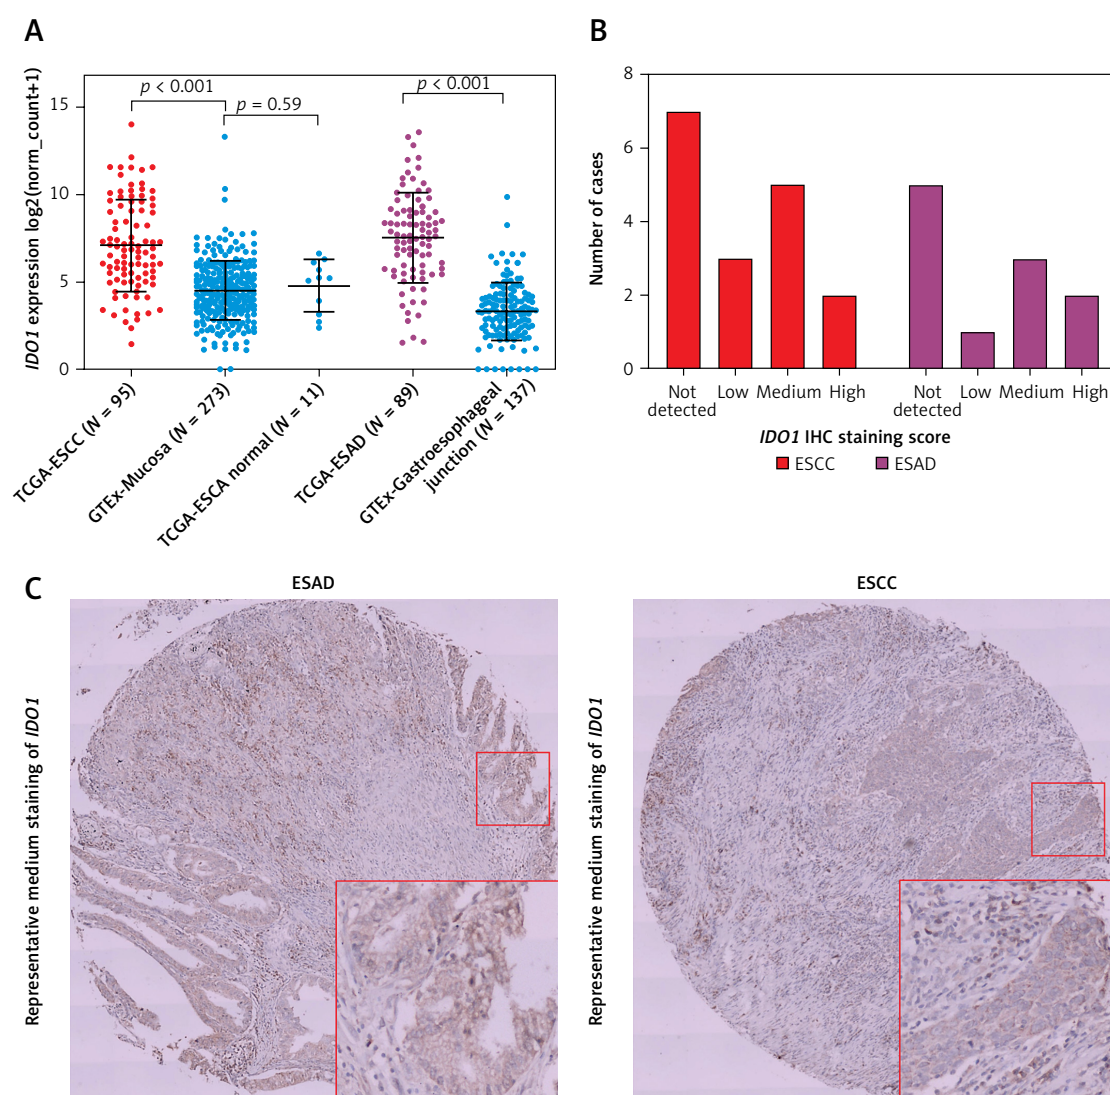 A
IDO1 expression log2(norm_count+1)
15
10
5
0
p < 0.001
p = 0.59
p < 0.001
TCGA-ESCC (N = 95)
GTEx-Mucosa (N = 273)
TCGA-ESCA normal (N = 11)
TCGA-ESAD (N = 89)
GTEx-Gastroesophageal
junction (N = 137)
B
Number of cases
8
6
4
2
0
Not
detected
Low
Medium
High
Not
detected
Low
Medium
High
IDO1 IHC staining score
ESCC
ESAD
C
ESAD
Representative medium staining of IDO1
ESCC
Representative medium staining of IDO1